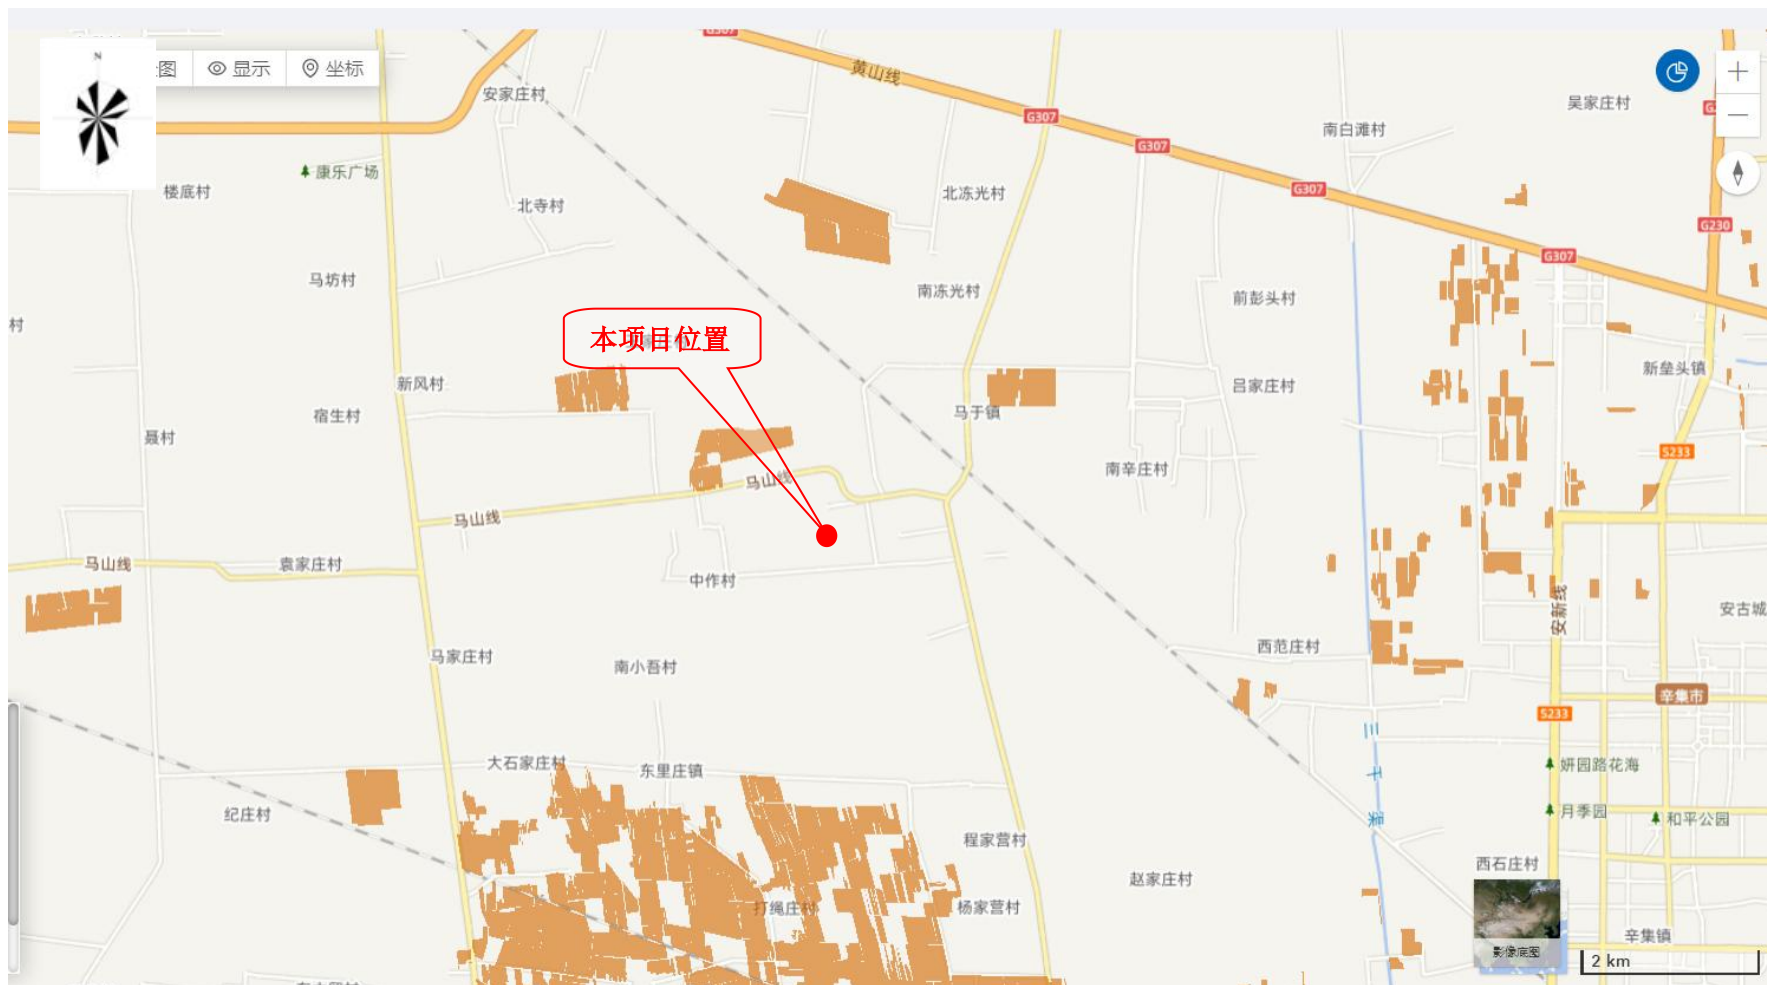 G307
N
图
显示
坐标
黄山线
安家庄村
吴家庄村
G307
南白滩村
G307
康乐广场
楼底村
北寺村
北冻光村
G307
G230
马坊村
南冻光村
前彭头村
G307
村
本项目位置
新垒头镇
新风村
吕家庄村
宿生村
马于镇
聂村
S233
南辛庄村
马山线
马山线
马山线
袁家庄村
中作村
安新线
安古城
西范庄村
马家庄村
南小吾村
辛集市
S233
三干渠
大石家庄村
东里庄镇
妍园路花海
纪庄村
月季园
和平公园
程家营村
西石庄村
赵家庄村
打绳庄村
杨家营村
辛集镇
影像底图
2 km